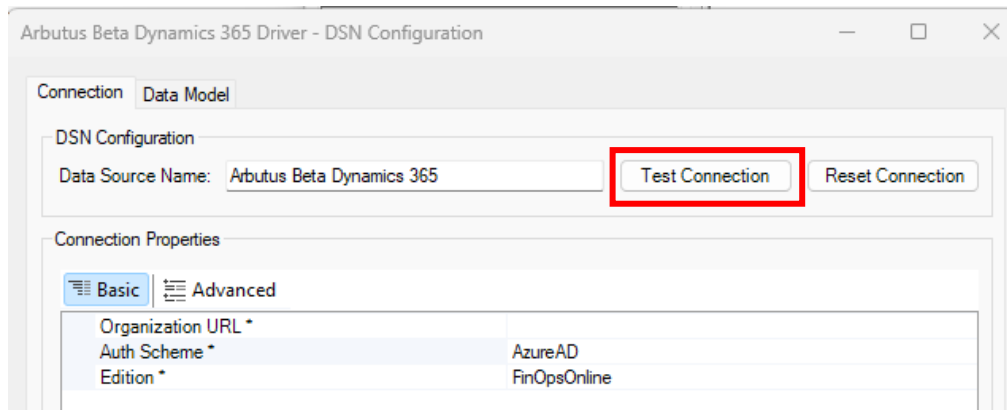 Arbutus Beta Dynamics 365 Driver - DSN Configuration
Connection Data Model
DSN Configuration
Data Source Name: Arbutus Beta Dynamics 365 Test Connection Reset Connection
Connection Properties
Basic Advanced
Organization URL *
Auth Scheme * AzureAD
Edition * FinOpsOnline